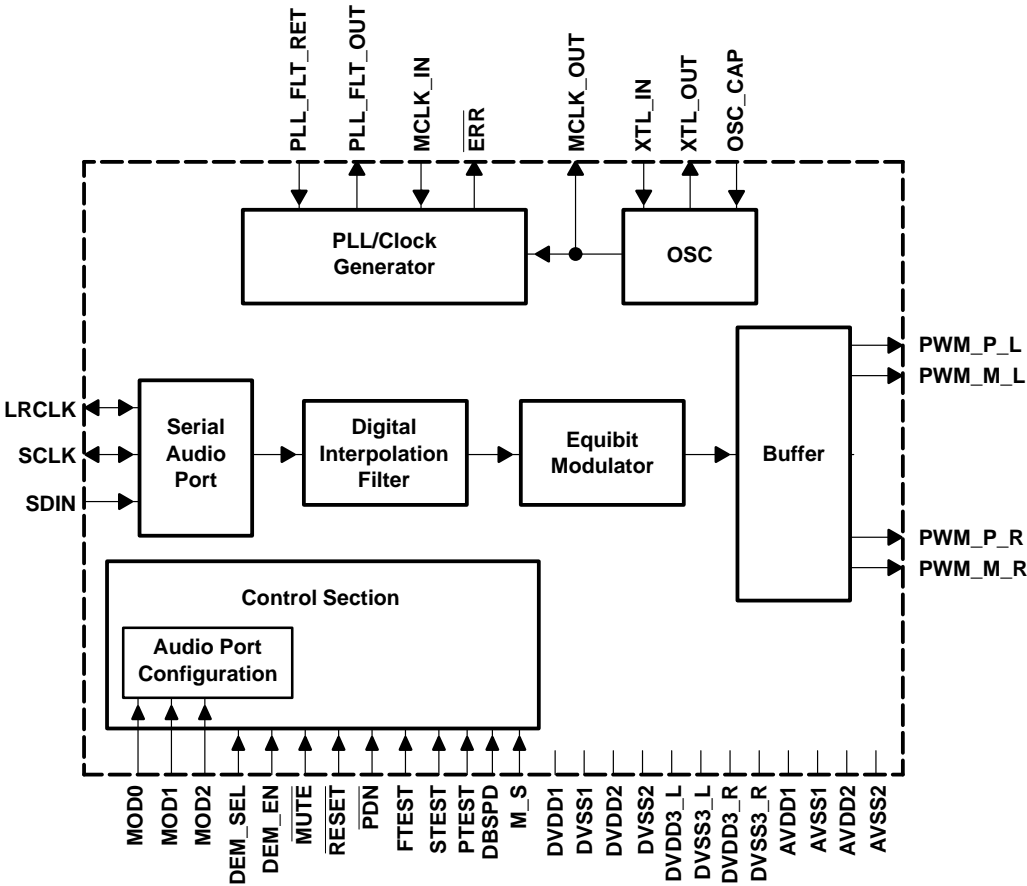 PLL_FLT_RET
PLL_FLT_OUT
MCLK_IN
ERR
MCLK_OUT
XTL_IN
XTL_OUT
OSC_CAP
PLL/Clock
Generator
OSC
PWM_P_L
PWM_M_L
LRCLK
SCLK
SDIN
Serial
Audio
Port
Digital
Interpolation
Filter
Equibit
Modulator
Buffer
PWM_P_R
PWM_M_R
Control Section
Audio Port
Configuration
MOD0
MOD1
MOD2
DEM_SEL
DEM_EN
MUTE
RESET
PDN
FTEST
STEST
PTEST
DBSPD
M_S
DVDD1
DVSS1
DVDD2
DVSS2
DVDD3_L
DVSS3_L
DVDD3_R
DVSS3_R
AVDD1
AVSS1
AVDD2
AVSS2